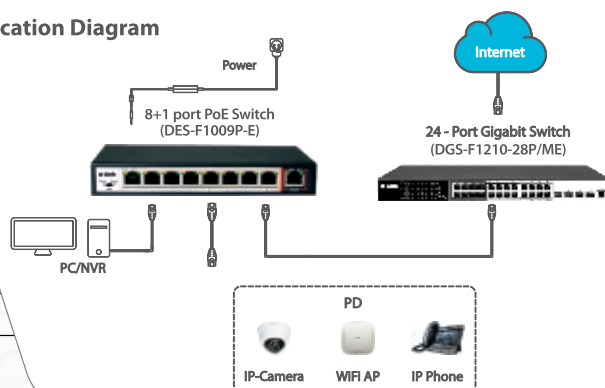 cation Diagram
Power
Internet
8+1 port PoE Switch
(DES-F1009P-E)
24 - Port Gigabit Switch
(DGS-F1210-28P/ME)
PC/NVR
PD
IP-Camera WiFi AP IP Phone